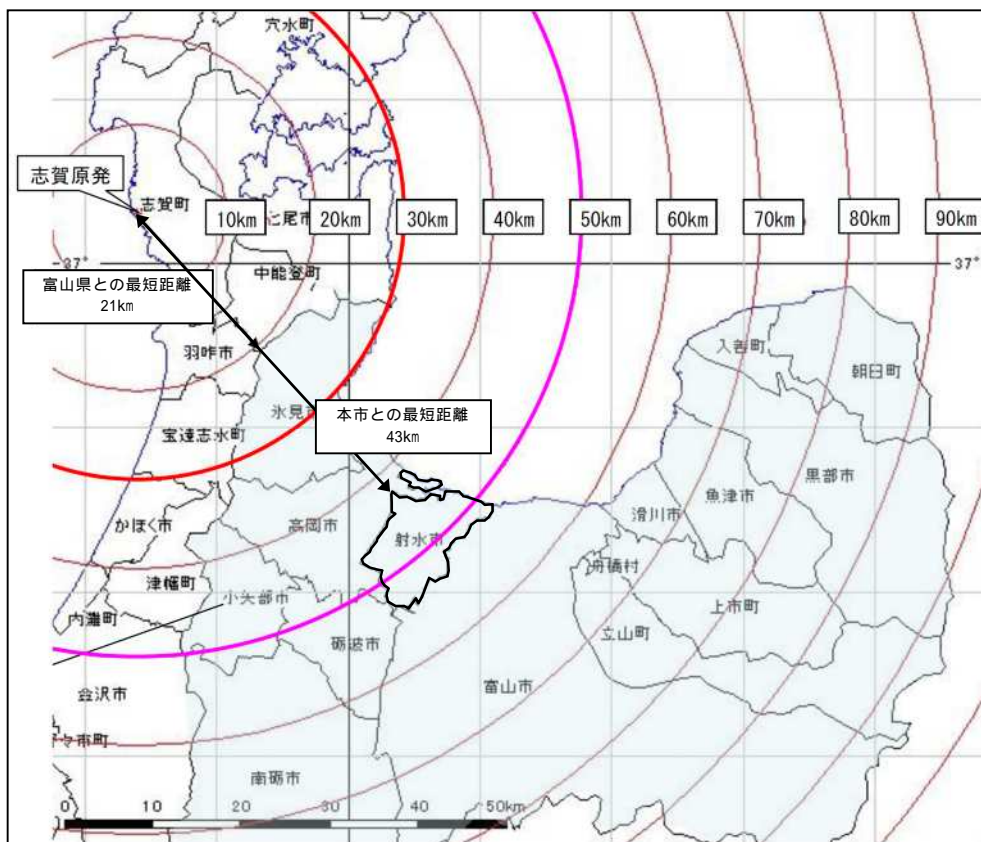 穴水町
志賀原発
志賀町
10km
七尾市
20km
30km
40km
50km
60km
70km
80km
90km
37°
37°
中能登町
富山県との最短距離
21㎞
入善町
羽咋市
朝日町
氷見市
本市との最短距離
43㎞
宝達志水町
黒部市
魚津市
滑川市
かほく市
高岡市
射水市
舟橋村
津幡町
小矢部市
上市町
内灘町
立山町
砺波市
富山市
金沢市
々市町
南砺市
0 10 20 30 40 50km